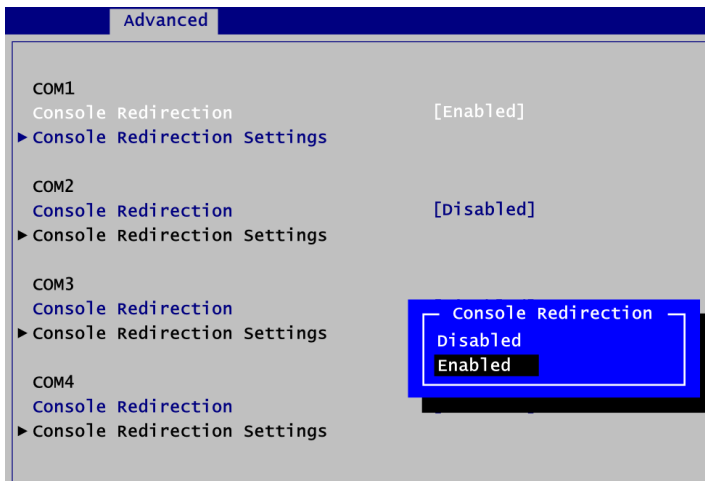 Advanced
COM1
Console Redirection [Enabled]
► Console Redirection Settings
COM2
Console Redirection [Disabled]
► Console Redirection Settings
COM3
Console Redirection
► Console Redirection Settings
COM4
Console Redirection
► Console Redirection Settings
Console Redirection
Disabled
Enabled